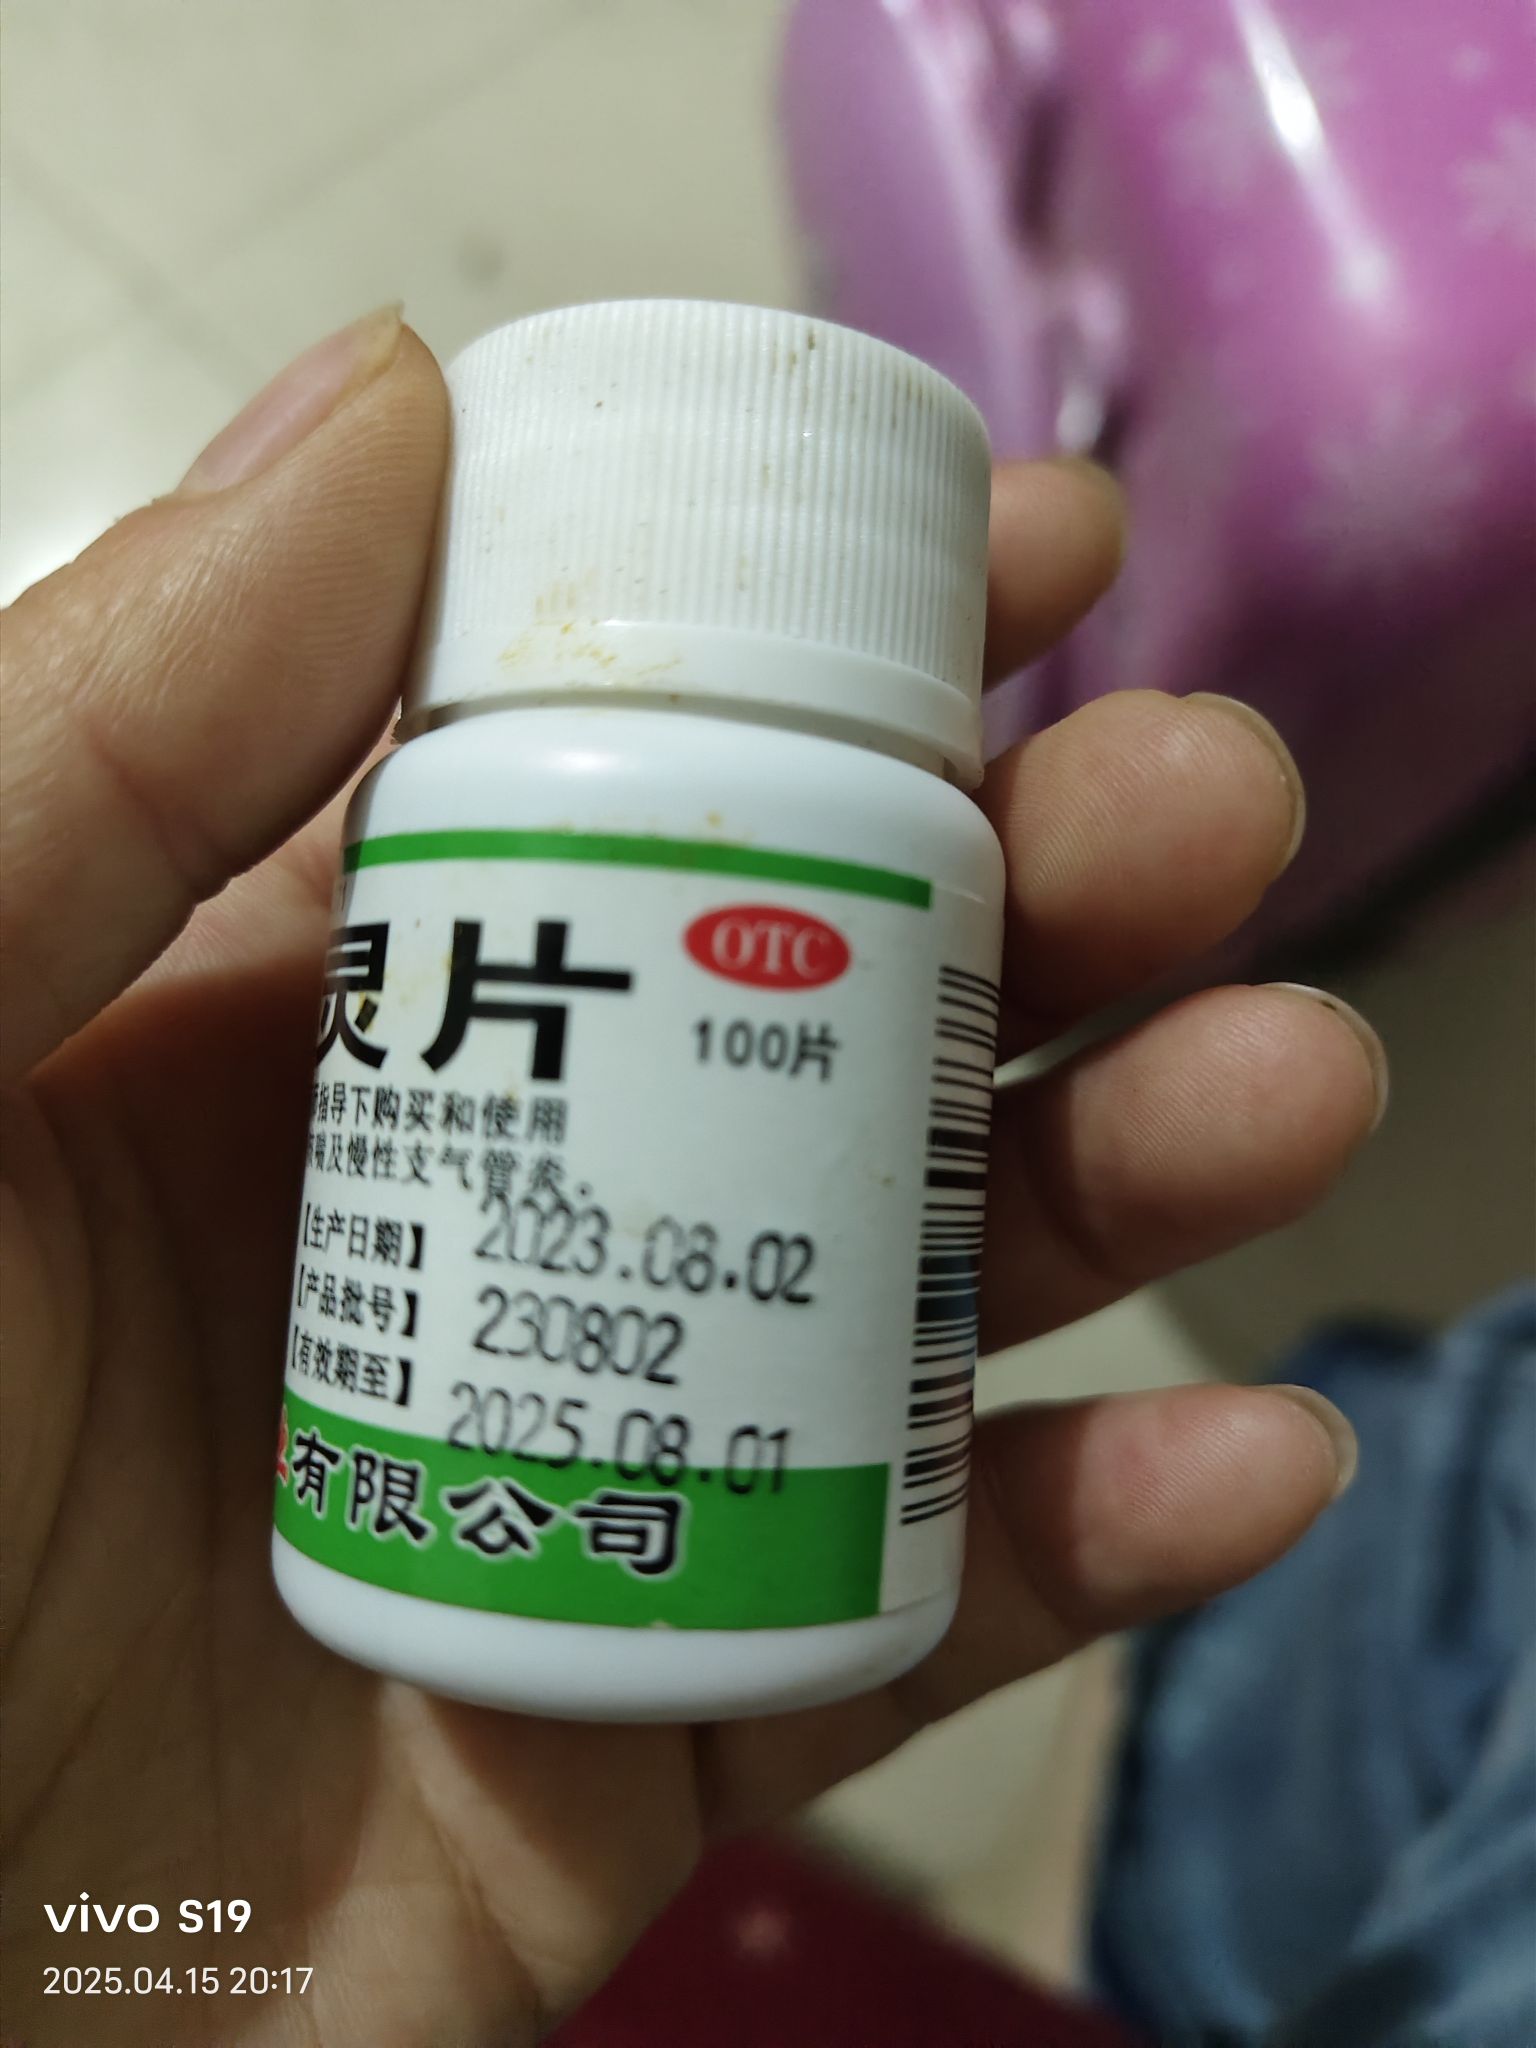 灵片
OTC
100片
指导下购买和使用
喘及慢性支气管炎。
【生产日期】 2023.08.02
【产品批号】 230802
【有效期至】 2025.08.01
有限公司
vivo S19
2025.04.15 20:17